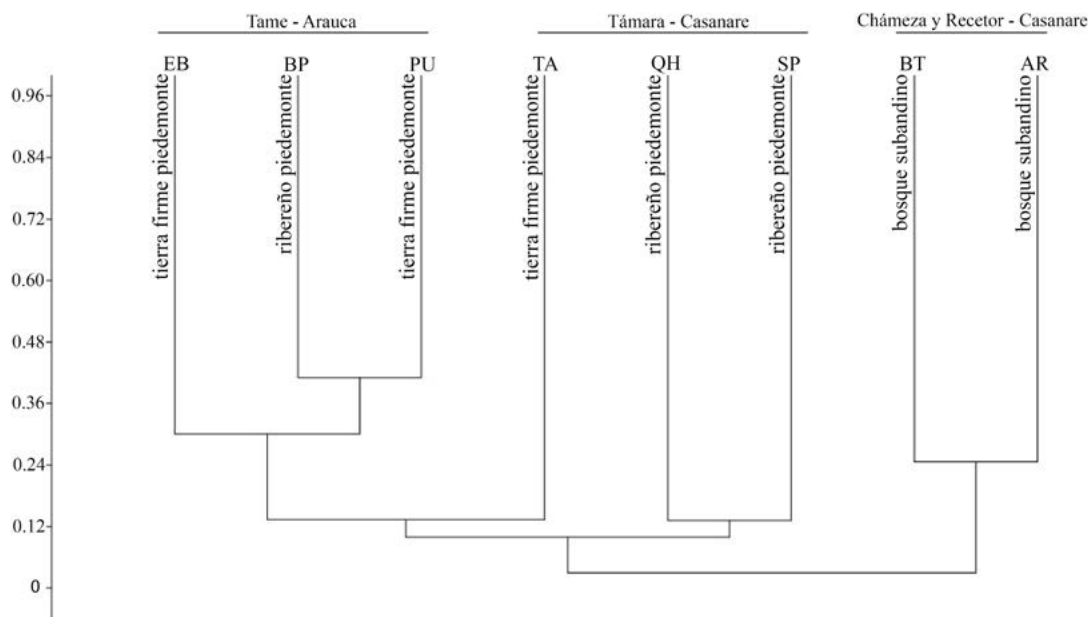 Tame - Arauca
Támara - Casanare
Chámeza y Recetor - Casanare
EB
BP
PU
TA
QH
SP
BT
AR
tierra firme piedemonte
ribereño piedemonte
tierra firme piedemonte
tierra firme piedemonte
ribereño piedemonte
ribereño piedemonte
bosque subandino
bosque subandino
0.96
0.84
0.72
0.60
0.48
0.36
0.24
0.12
0